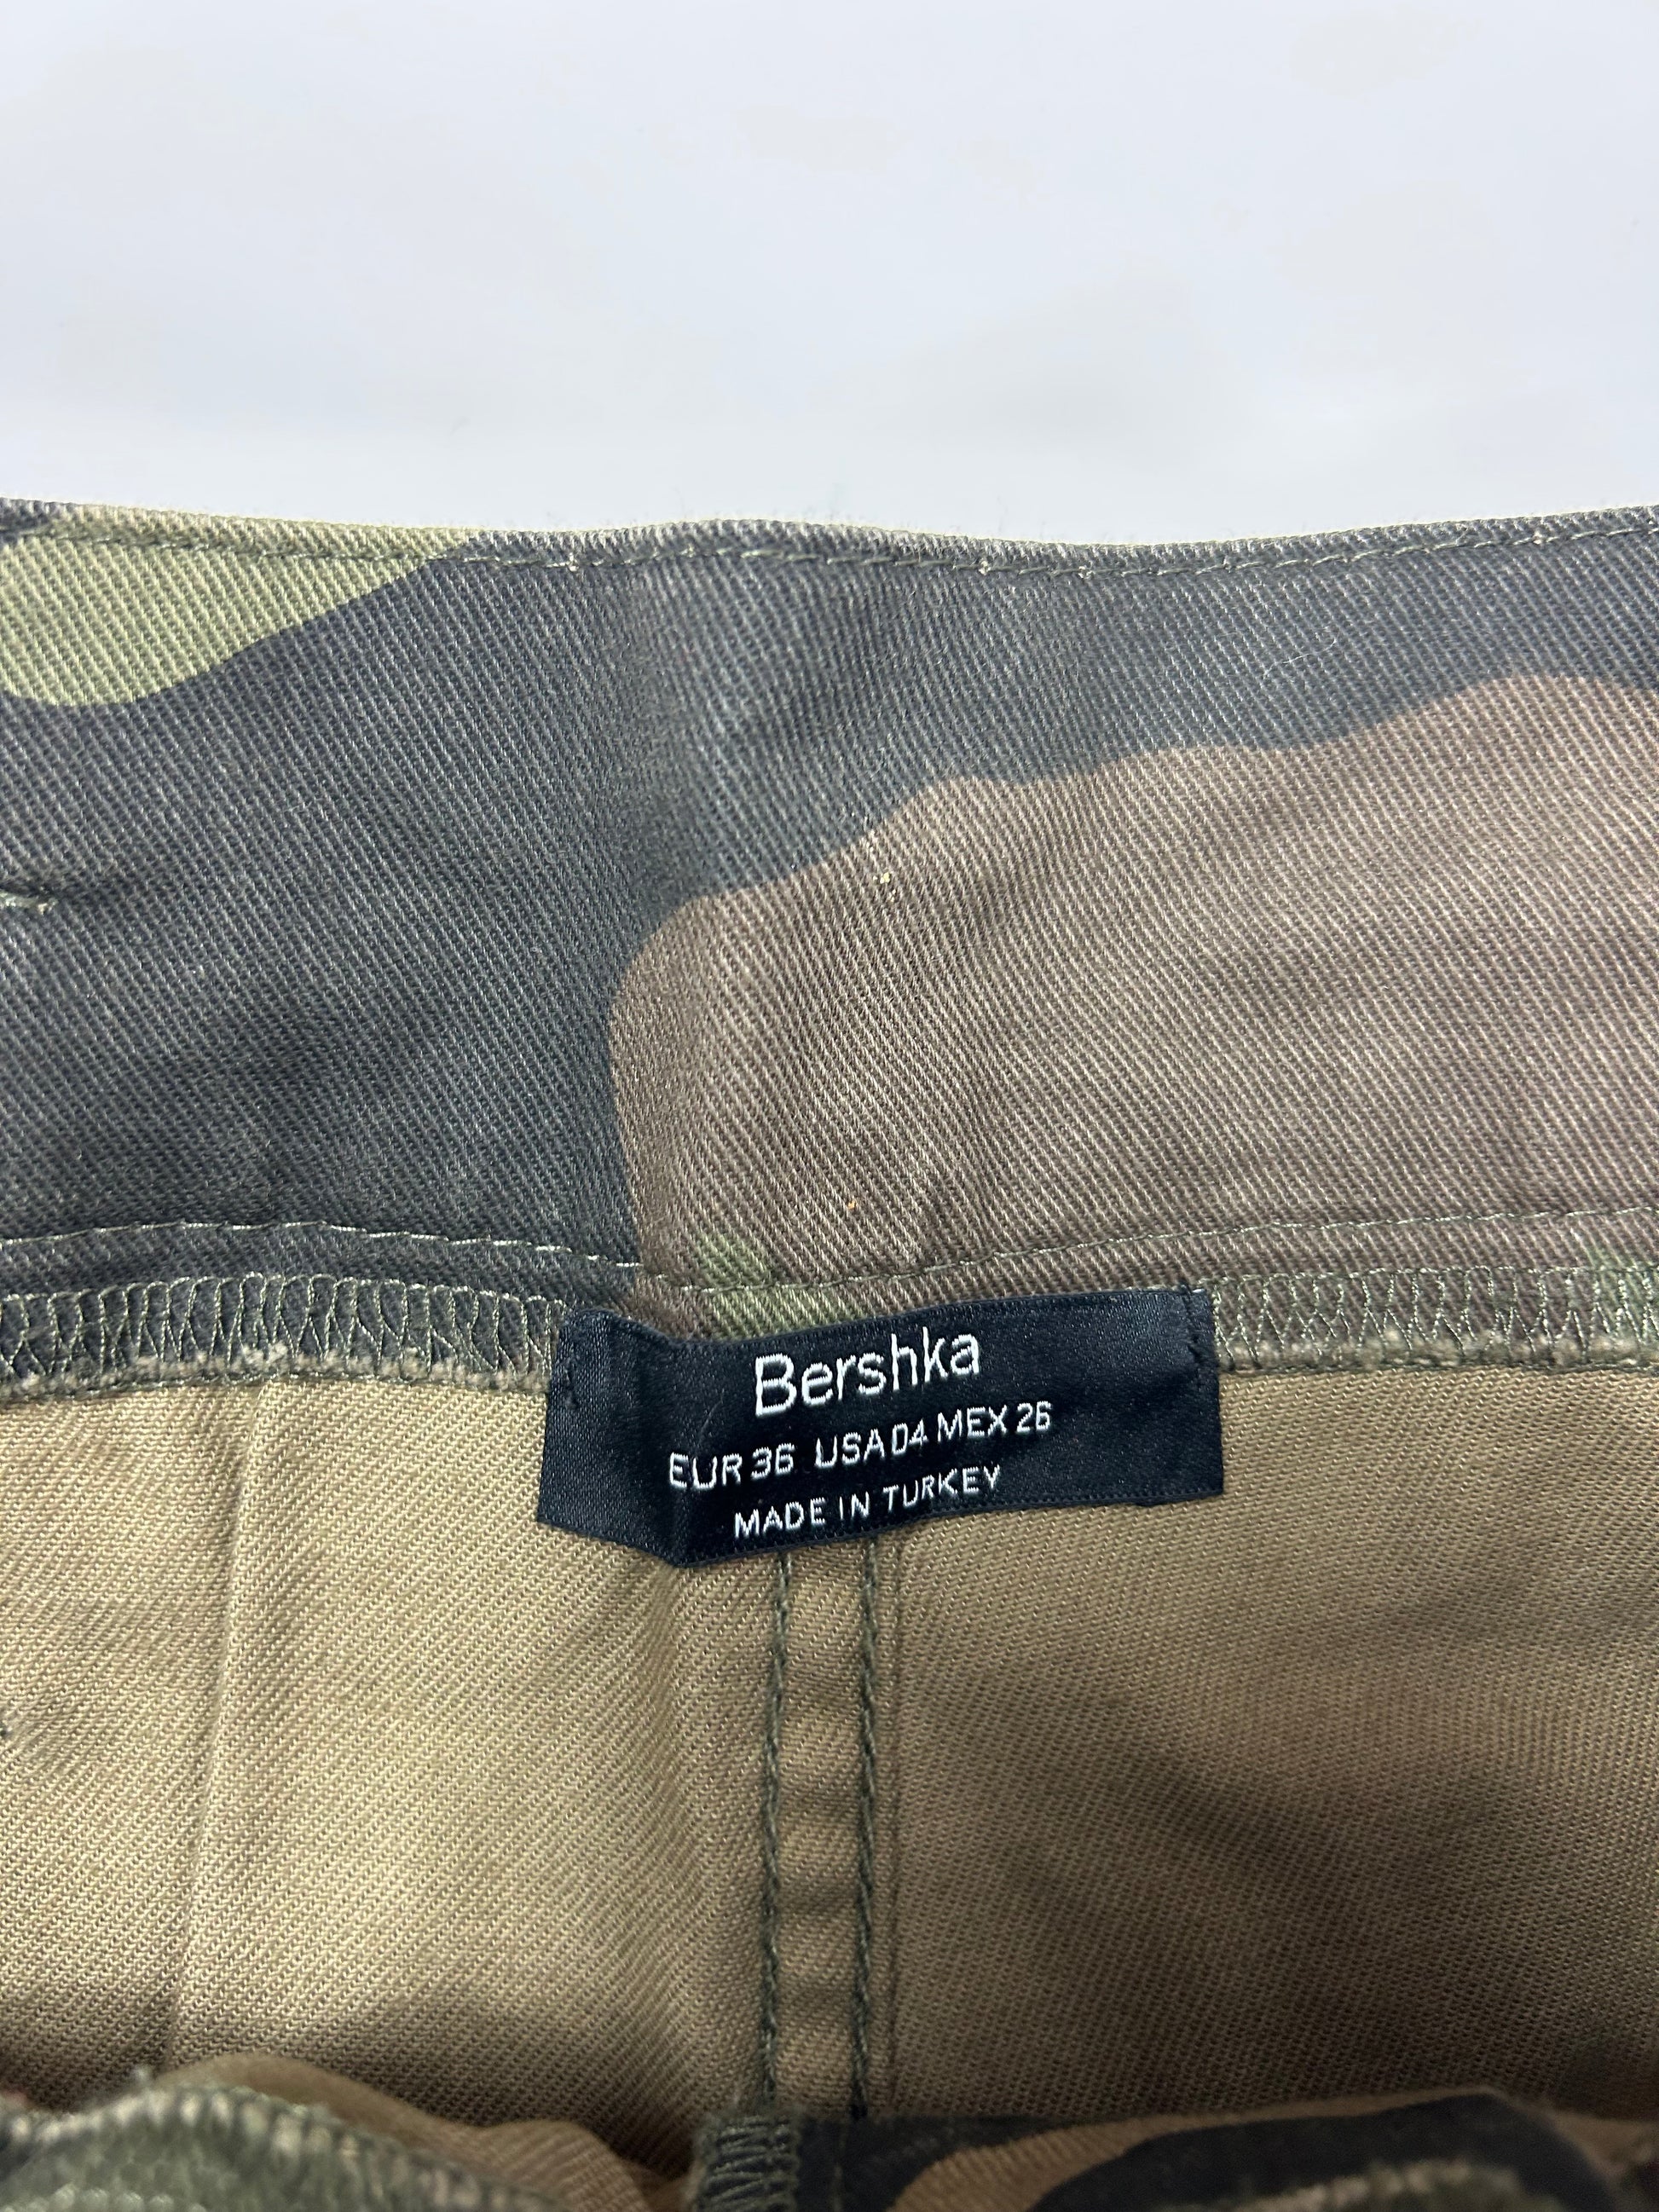 Bershka
EUR 36 USA 04 MEX 26
MADE IN TURKEY